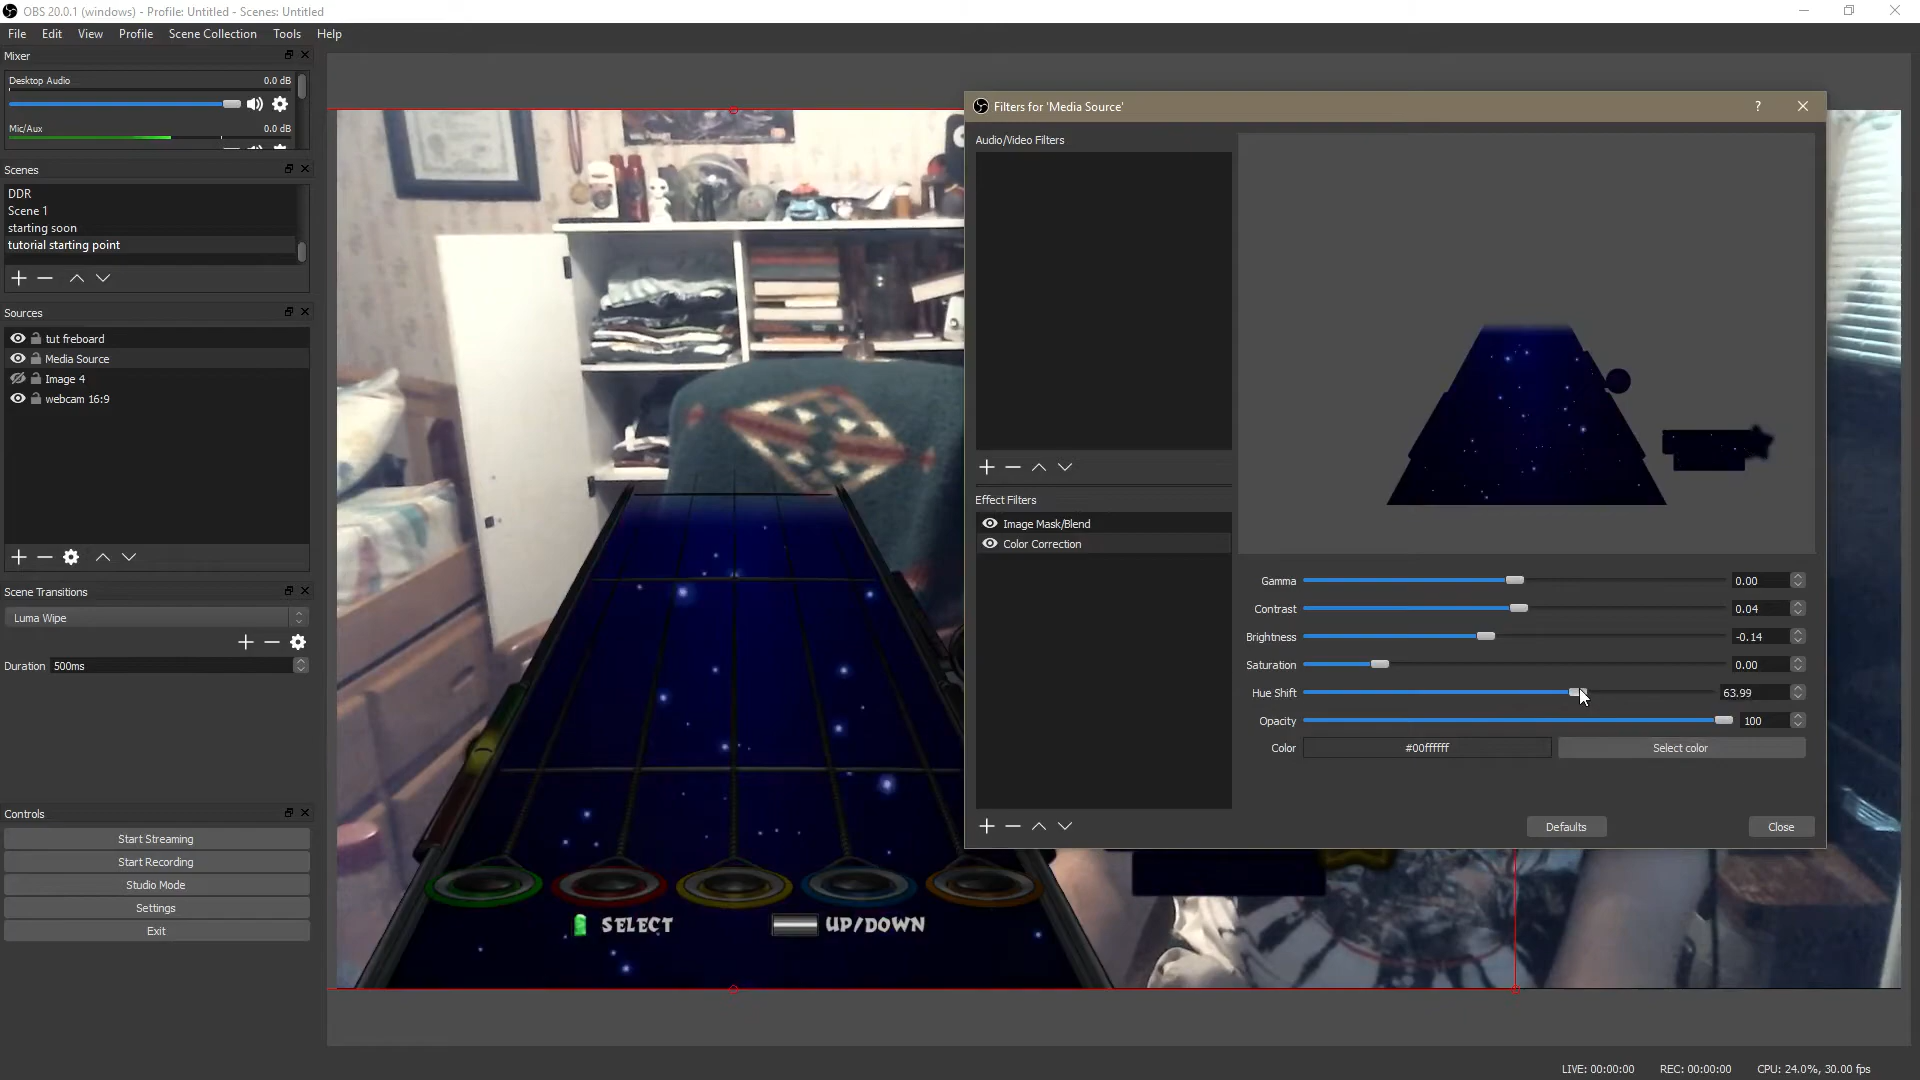 OBS 20.0.1 (windows) - Profile: Untitled - Scenes: Untitled
File Edit View Profile Scene Collection Tools Help
Mixer
Desktop Audio 0.0 dB
Mic/Aux 0.0 dB
Scenes
DDR
Scene 1
starting soon
tutorial starting point
Sources
tut freboard
Media Source
Image 4
webcam 16:9
Scene Transitions
Luma Wipe
Duration 500ms
Controls
Start Streaming
Start Recording
Studio Mode
Settings
Exit
SELECT UP/DOWN
Filters for 'Media Source' ?
Audio/Video Filters
Effect Filters
Image Mask/Blend
Color Correction
Gamma 0.00
Contrast 0.04
Brightness -0.14
Saturation 0.00
Hue Shift 63.99
Opacity 100
Color #00ffffff Select color
Defaults Close
LIVE: 00:00:00 REC: 00:00:00 CPU: 24.0%, 30.00 fps